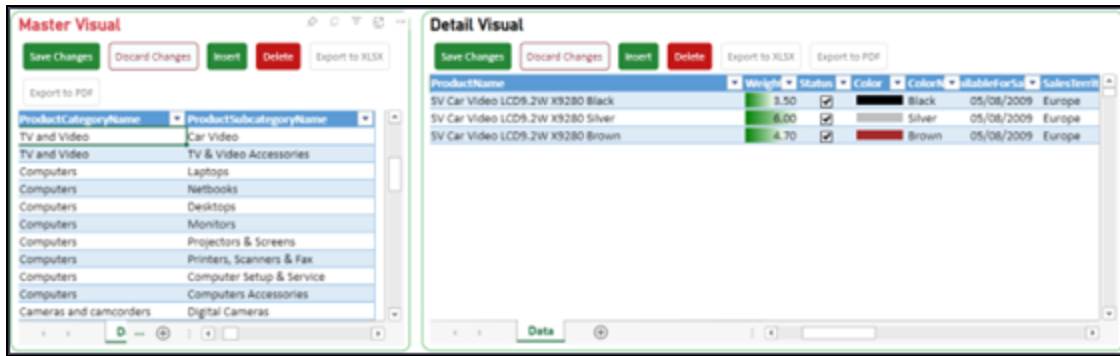 Master Visual
Save Changes Discard Changes Insert Delete Export to XLSX
Export to PDF
ProductCategoryName ProductSubcategoryName
TV and Video Car Video
TV and Video TV & Video Accessories
Computers Laptops
Computers Netbooks
Computers Desktops
Computers Monitors
Computers Projectors & Screens
Computers Printers, Scanners & Fax
Computers Computer Setup & Service
Computers Computers Accessories
Cameras and camcorders Digital Cameras
D ...
Detail Visual
Save Changes Discard Changes Insert Delete Export to XLSX Export to PDF
ProductName Weight Status Color ColorN ailableForSa SalesTerrit
SV Car Video LCD9.2W X9280 Black 3.50 Black 05/08/2009 Europe
SV Car Video LCD9.2W X9280 Silver 6.00 Silver 05/08/2009 Europe
SV Car Video LCD9.2W X9280 Brown 4.70 Brown 05/08/2009 Europe
Data